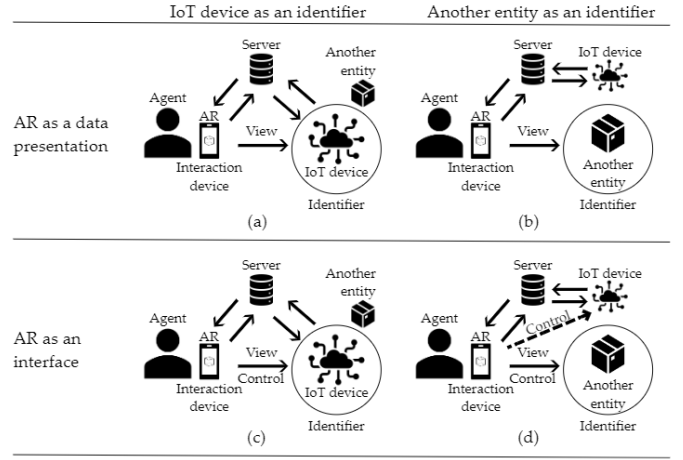 IoT device as an identifier
Another entity as an identifier
AR as a data
presentation
Server
Another
entity
Agent
AR
View
IoT device
Interaction
device
Identifier
(a)
Server
IoT device
Agent
AR
View
Another
entity
Interaction
device
Identifier
(b)
AR as an
interface
Server
Another
entity
Agent
AR
View
Control
IoT device
Interaction
device
Identifier
(c)
Server
IoT device
Control
Agent
AR
View
Control
Another
entity
Interaction
device
Identifier
(d)